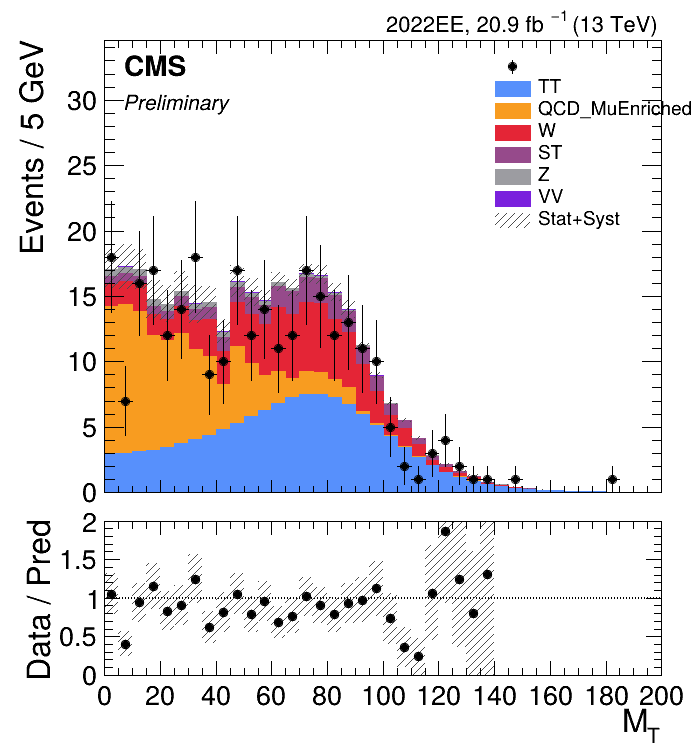 2022EE, 20.9 fb⁻¹ (13 TeV)
Events / 5 GeV
CMS
Preliminary
TT
QCD_MuEnriched
W
ST
Z
VV
Stat+Syst
30
25
20
15
10
5
0
Data / Pred
2
1.5
1
0.5
0
0 20 40 60 80 100 120 140 160 180 200
M_T